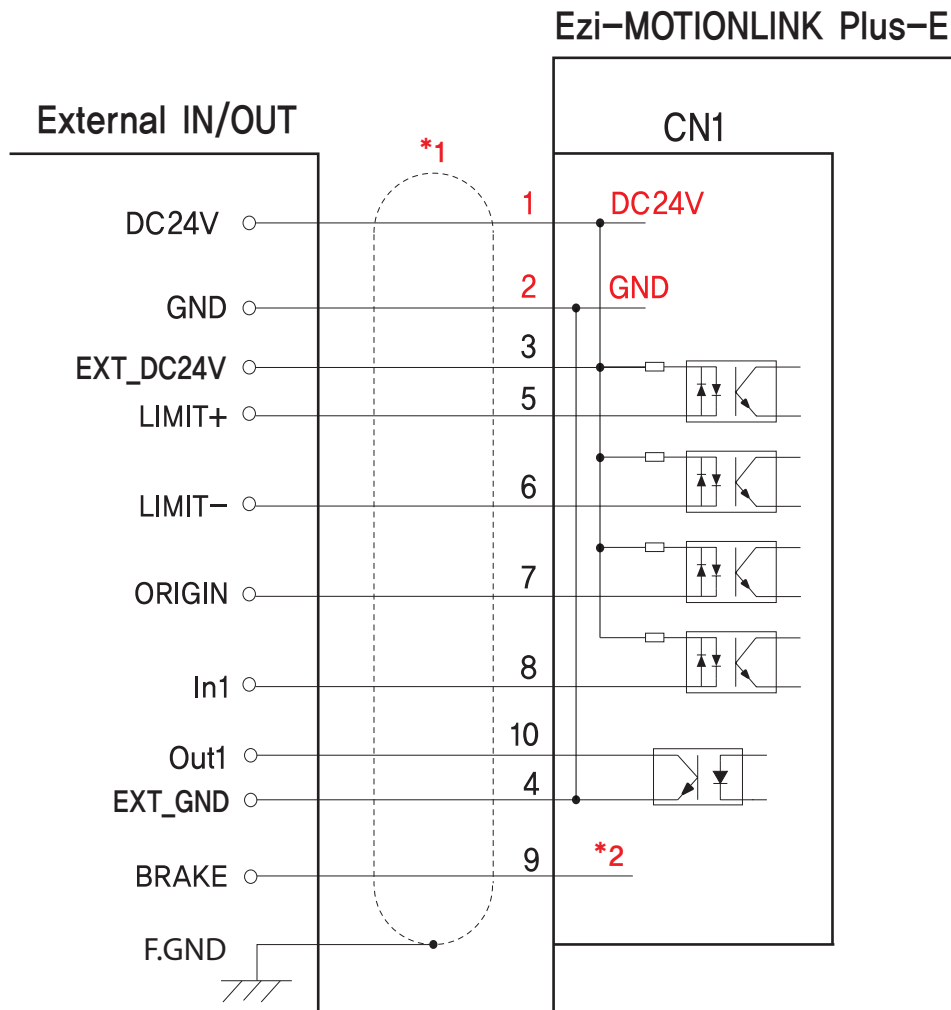 Ezi-MOTIONLINK Plus-E
External IN/OUT
CN1
*1
DC24V 1 DC24V
GND 2 GND
EXT_DC24V 3
LIMIT+ 5
LIMIT- 6
ORIGIN 7
In1 8
Out1 10
EXT_GND 4
BRAKE 9 *2
F.GND